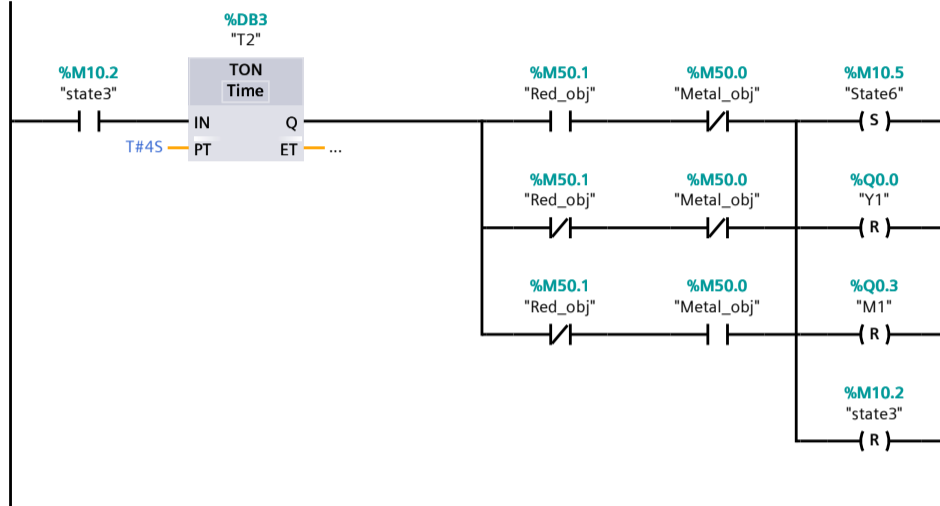 %DB3
"T2"
%M10.2
"state3"
TON
Time
IN
Q
T#4S
PT
ET
...
%M50.1
"Red_obj"
%M50.0
"Metal_obj"
%M10.5
"State6"
S
%M50.1
"Red_obj"
%M50.0
"Metal_obj"
%Q0.0
"Y1"
R
%M50.1
"Red_obj"
%M50.0
"Metal_obj"
%Q0.3
"M1"
R
%M10.2
"state3"
R